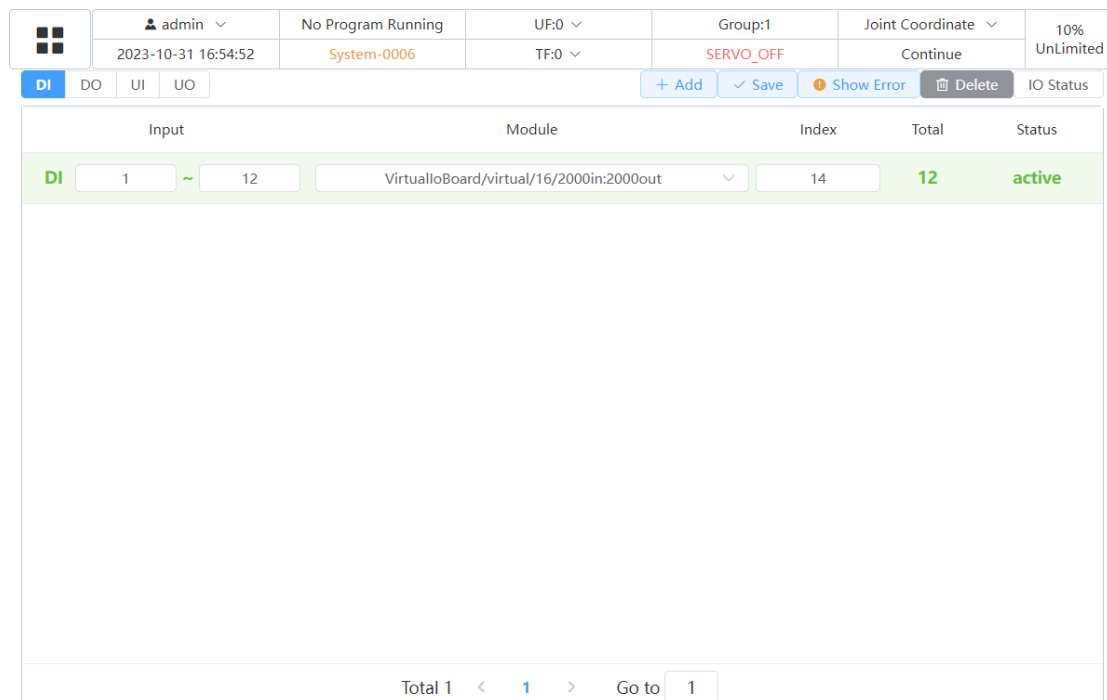 admin No Program Running UF:0 Group:1 Joint Coordinate 10%
2023-10-31 16:54:52 System-0006 TF:0 SERVO_OFF Continue UnLimited
DI DO UI UO + Add Save Show Error Delete IO Status
Input Module Index Total Status
DI 1 ~ 12 VirtualIoBoard/virtual/16/2000in:2000out 14 12 active
Total 1 < 1 > Go to 1